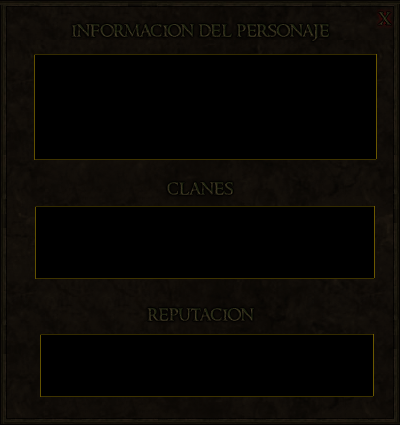 X
INFORMACION DEL PERSONAJE
CLANES
REPUTACION